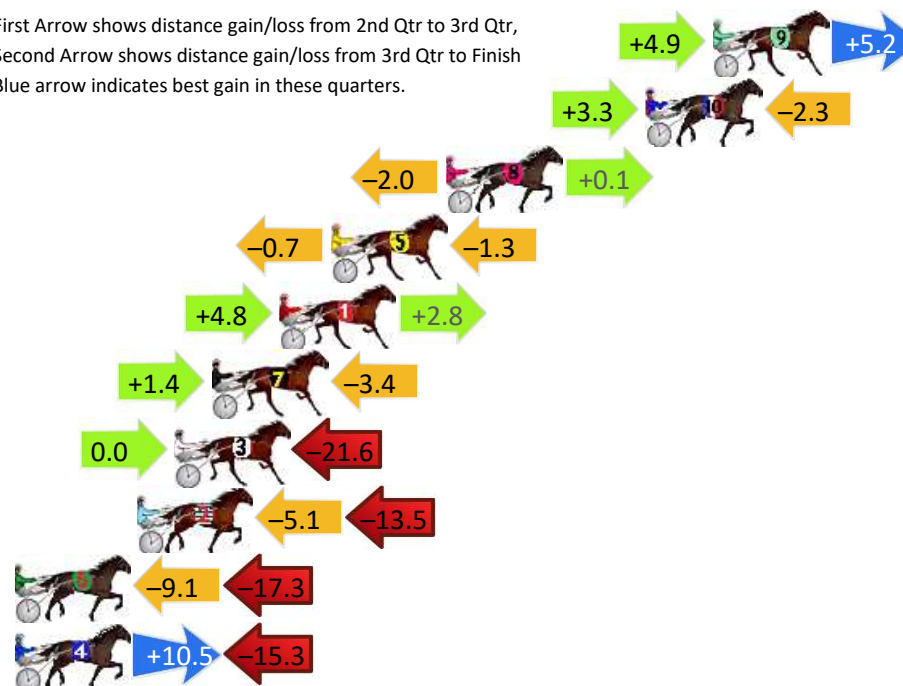 First Arrow shows distance gain/loss from 2nd Qtr to 3rd Qtr,
Second Arrow shows distance gain/loss from 3rd Qtr to Finish
Blue arrow indicates best gain in these quarters.
+4.9 9 +5.2
+3.3 10 –2.3
–2.0 8 +0.1
–0.7 5 –1.3
+4.8 1 +2.8
+1.4 7 –3.4
0.0 3 –21.6
–5.1 –13.5
6 –9.1 –17.3
4 +10.5 –15.3